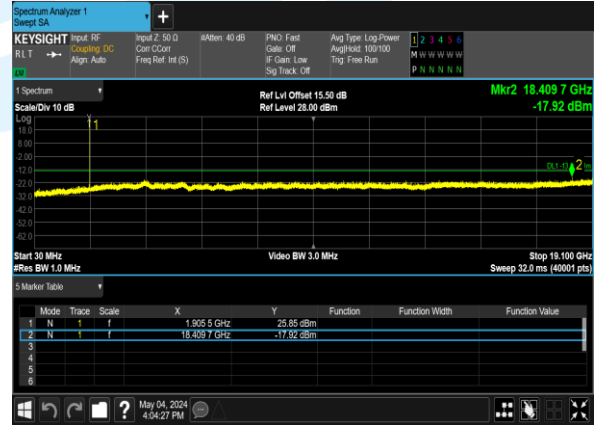 Spectrum Analyzer 1
Swept SA
KEYSIGHT
RLT
Input: RF
Coupling: DC
Align: Auto
Input Z: 50 Ω
Corr CCorr
Freq Ref: Int (S)
#Atten: 40 dB
PNO: Fast
Gate: Off
IF Gain: Low
Sig Track: Off
Avg Type: Log-Power
Avg|Hold: 100/100
Trig: Free Run
1 2 3 4 5 6
M W W W W W
P N N N N N
1 Spectrum
Scale/Div 10 dB
Ref Lvl Offset 15.50 dB
Ref Level 28.00 dBm
Mkr2 18.409 7 GHz
-17.92 dBm
Log
18.0
8.00
-2.00
-12.0
-22.0
-32.0
-42.0
-52.0
-62.0
1
2
Start 30 MHz
#Res BW 1.0 MHz
Video BW 3.0 MHz
Stop 19.100 GHz
Sweep 32.0 ms (40001 pts)
5 Marker Table
Mode Trace Scale X Y Function Function Width Function Value
1 N 1 f 1.905 5 GHz 25.85 dBm
2 N 1 f 18.409 7 GHz -17.92 dBm
3
4
5
6
May 04, 2024
4:04:27 PM